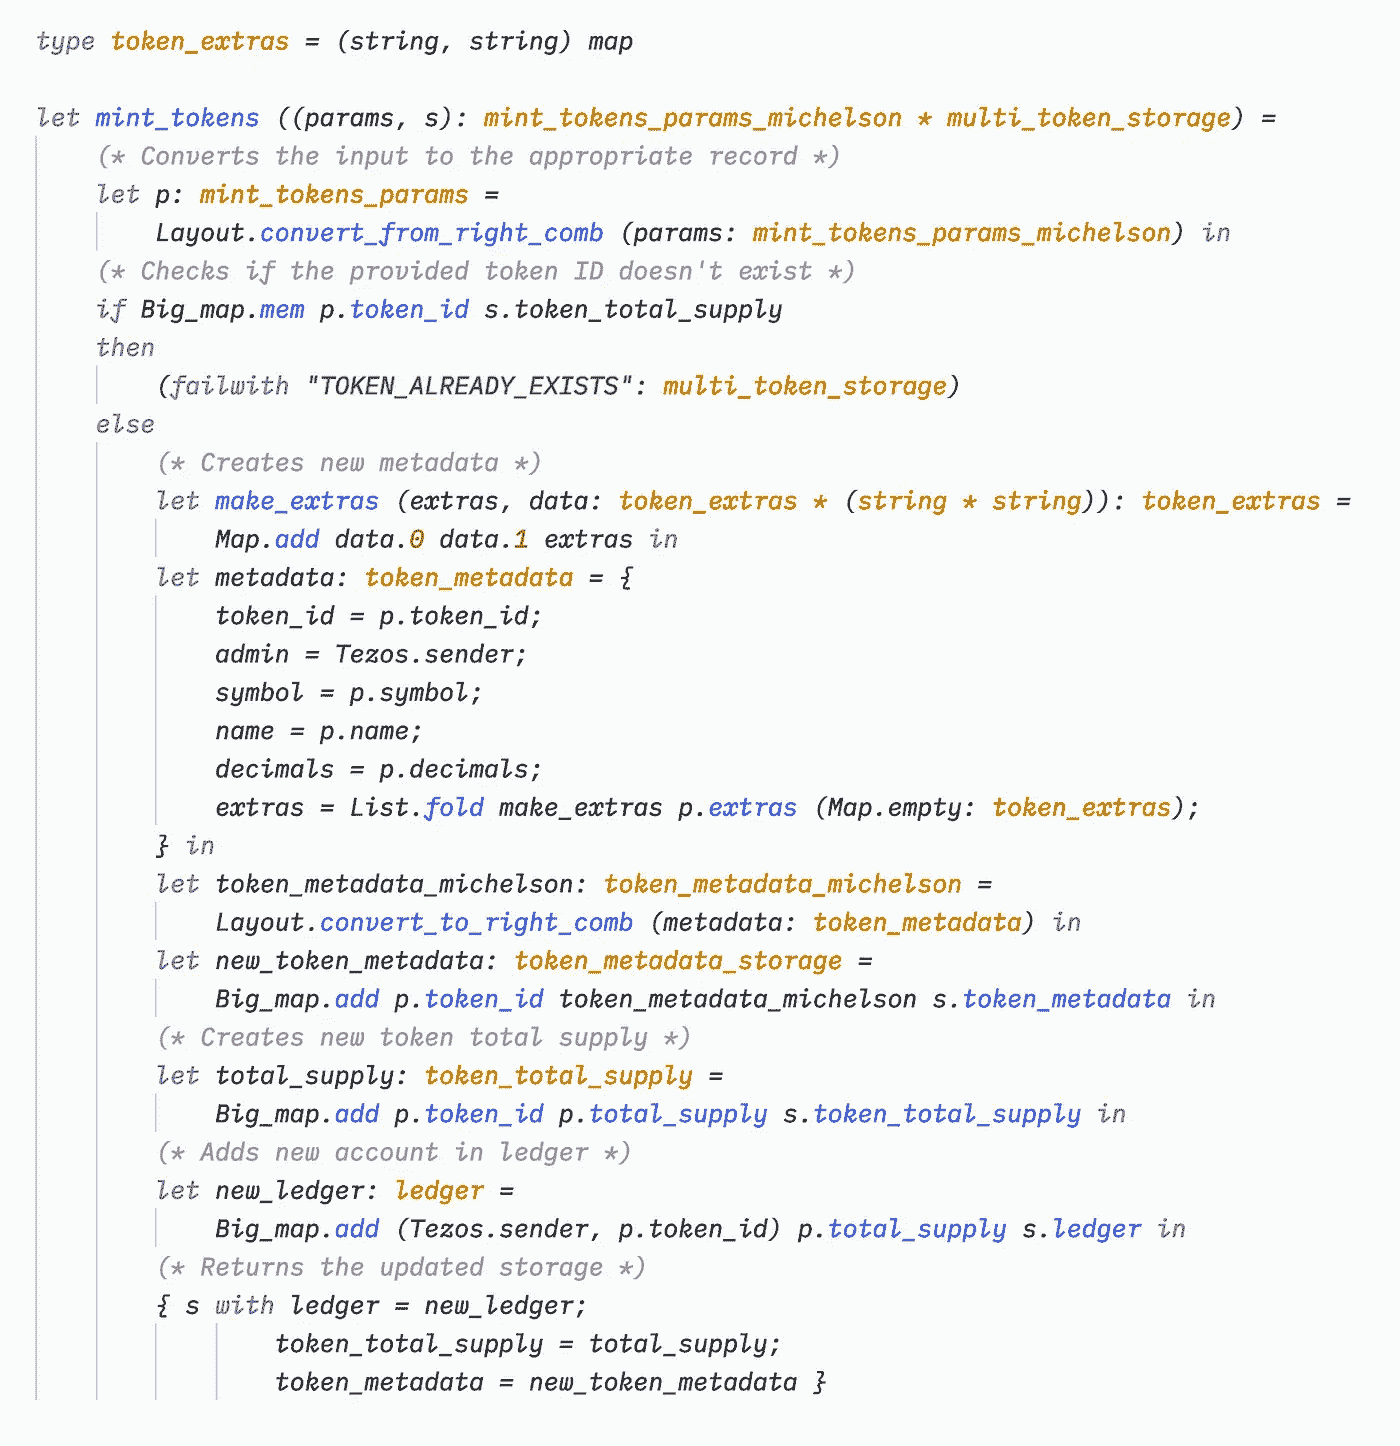 type token_extras = (string, string) map
let mint_tokens ((params, s): mint_tokens_params_michelson * multi_token_storage) =
(* Converts the input to the appropriate record *)
let p: mint_tokens_params =
Layout.convert_from_right_comb (params: mint_tokens_params_michelson) in
(* Checks if the provided token ID doesn't exist *)
if Big_map.mem p.token_id s.token_total_supply
then
(failwith "TOKEN_ALREADY_EXISTS": multi_token_storage)
else
(* Creates new metadata *)
let make_extras (extras, data: token_extras * (string * string)): token_extras =
Map.add data.0 data.1 extras in
let metadata: token_metadata = {
token_id = p.token_id;
admin = Tezos.sender;
symbol = p.symbol;
name = p.name;
decimals = p.decimals;
extras = List.fold make_extras p.extras (Map.empty: token_extras);
} in
let token_metadata_michelson: token_metadata_michelson =
Layout.convert_to_right_comb (metadata: token_metadata) in
let new_token_metadata: token_metadata_storage =
Big_map.add p.token_id token_metadata_michelson s.token_metadata in
(* Creates new token total supply *)
let total_supply: token_total_supply =
Big_map.add p.token_id p.total_supply s.token_total_supply in
(* Adds new account in ledger *)
let new_ledger: ledger =
Big_map.add (Tezos.sender, p.token_id) p.total_supply s.ledger in
(* Returns the updated storage *)
{ s with ledger = new_ledger;
token_total_supply = total_supply;
token_metadata = new_token_metadata }